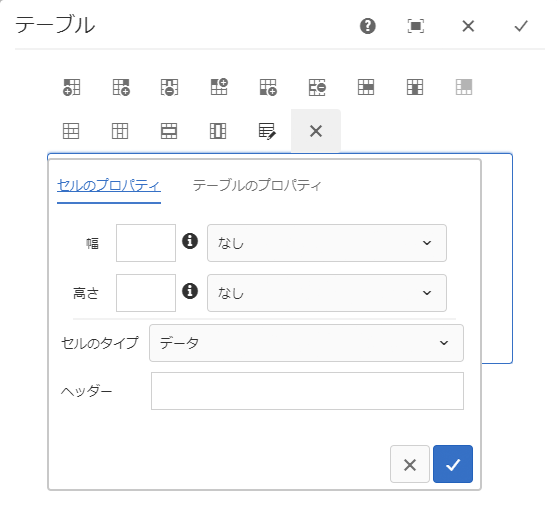 テーブル
セルのプロパティ
テーブルのプロパティ
幅
なし
高さ
なし
セルのタイプ
データ
ヘッダー